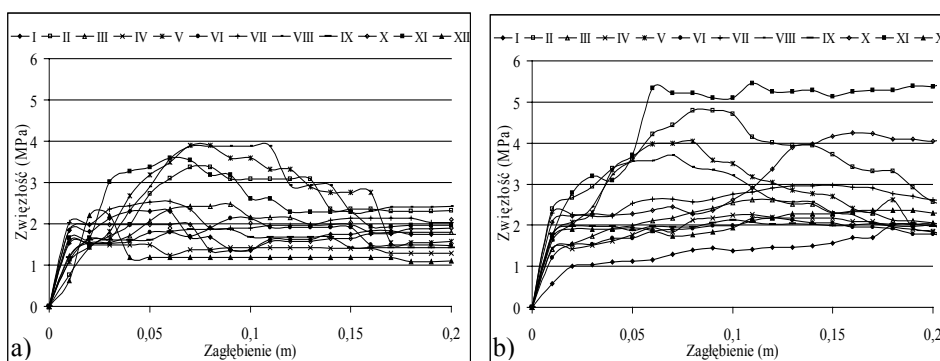 I II III IV V VI VII VIII IX X XI XII
Zwięzłość (MPa)
6
5
4
3
2
1
0
0 0,05 0,1 0,15 0,2
Zagłębienie (m)
a)
I II III IV V VI VII VIII IX X XI X
Zwięzłość (MPa)
6
5
4
3
2
1
0
0 0,05 0,1 0,15 0,2
Zagłębienie (m)
b)